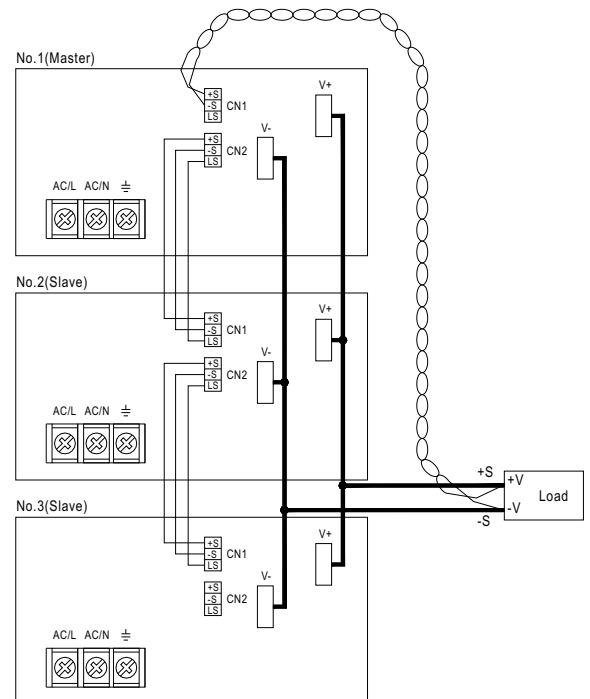 No.1(Master)
V+
+S
-S
LS
CN1
V-
+S
-S
LS
CN2
AC/L AC/N
No.2(Slave)
V+
+S
-S
LS
CN1
V-
+S
-S
LS
CN2
AC/L AC/N
+S
+V
Load
-V
-S
No.3(Slave)
V+
+S
-S
LS
CN1
V-
+S
-S
LS
CN2
AC/L AC/N